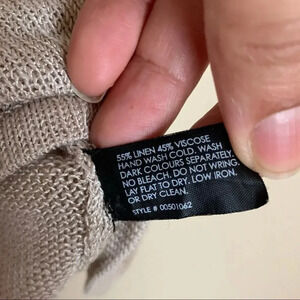 55% LINEN 45% VISCOSE
HAND WASH COLD. WASH
DARK COLOURS SEPARATELY.
NO BLEACH. DO NOT WRING.
LAY FLAT TO DRY. LOW IRON.
OR DRY CLEAN.
STYLE # 00501062